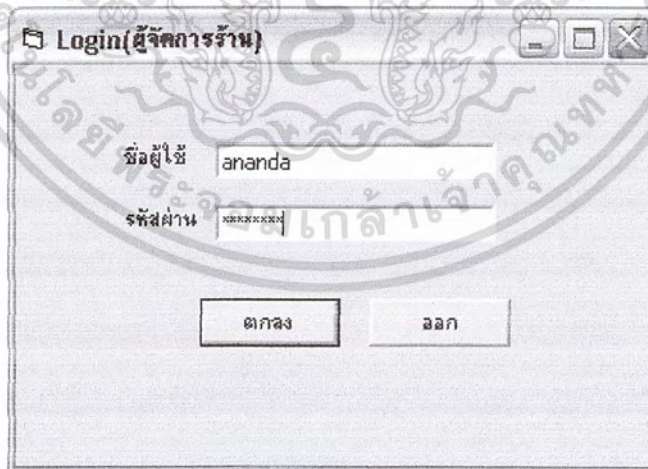 Login(ผู้จัดการร้าน)
ชื่อผู้ใช้ ananda
รหัสผ่าน ********
ตกลง ออก